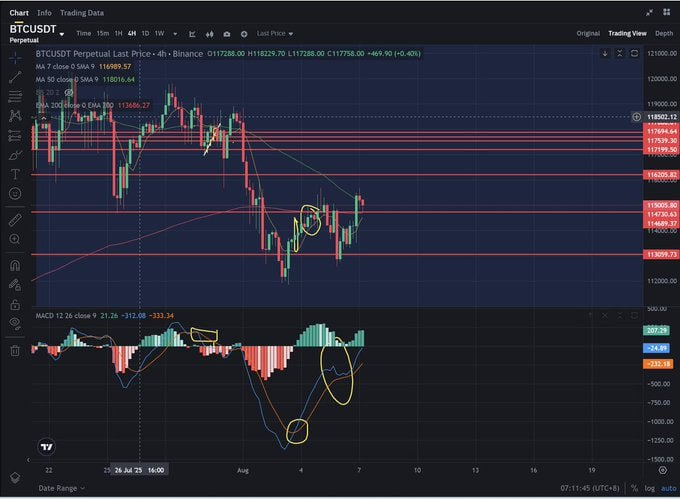 Chart Info Trading Data
BTCUSDT
Perpetual
Time 15m 1H 4H 1D 1W Last Price Original Trading View Depth
BTCUSDT Perpetual Last Price · 4h · Binance O117288.00 H118229.70 L117288.00 C117758.00 +469.90 (+0.40%)
MA 7 close 0 SMA 9 116989.57
MA 50 close 0 SMA 9 118016.64
EMA 200 close 0 EMA 200 113686.27
121000.00
120000.00
119000.00
118502.12
117694.64
117539.30
117199.50
116205.82
115005.80
114730.63
114689.37
113059.73
112000.00
MACD 12 26 close 9 21.26 −312.08 −333.34
500.00
207.29
−24.89
−232.18
−500.00
−750.00
−1000.00
−1250.00
−1500.00
22 25 26 Jul '25 16:00 Aug 4 7 10 13 16 19
Date Range 07:11:45 (UTC+8) % log auto